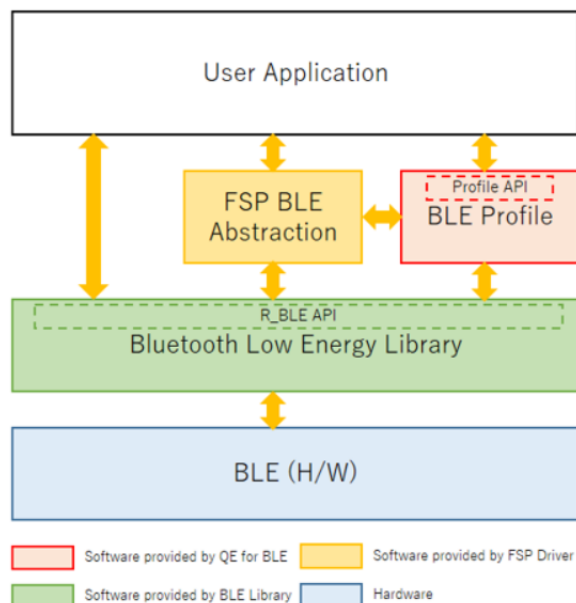 User Application
Profile API
FSP BLE
Abstraction
BLE Profile
R_BLE API
Bluetooth Low Energy Library
BLE (H/W)
Software provided by QE for BLE
Software provided by FSP Driver
Software provided by BLE Library
Hardware